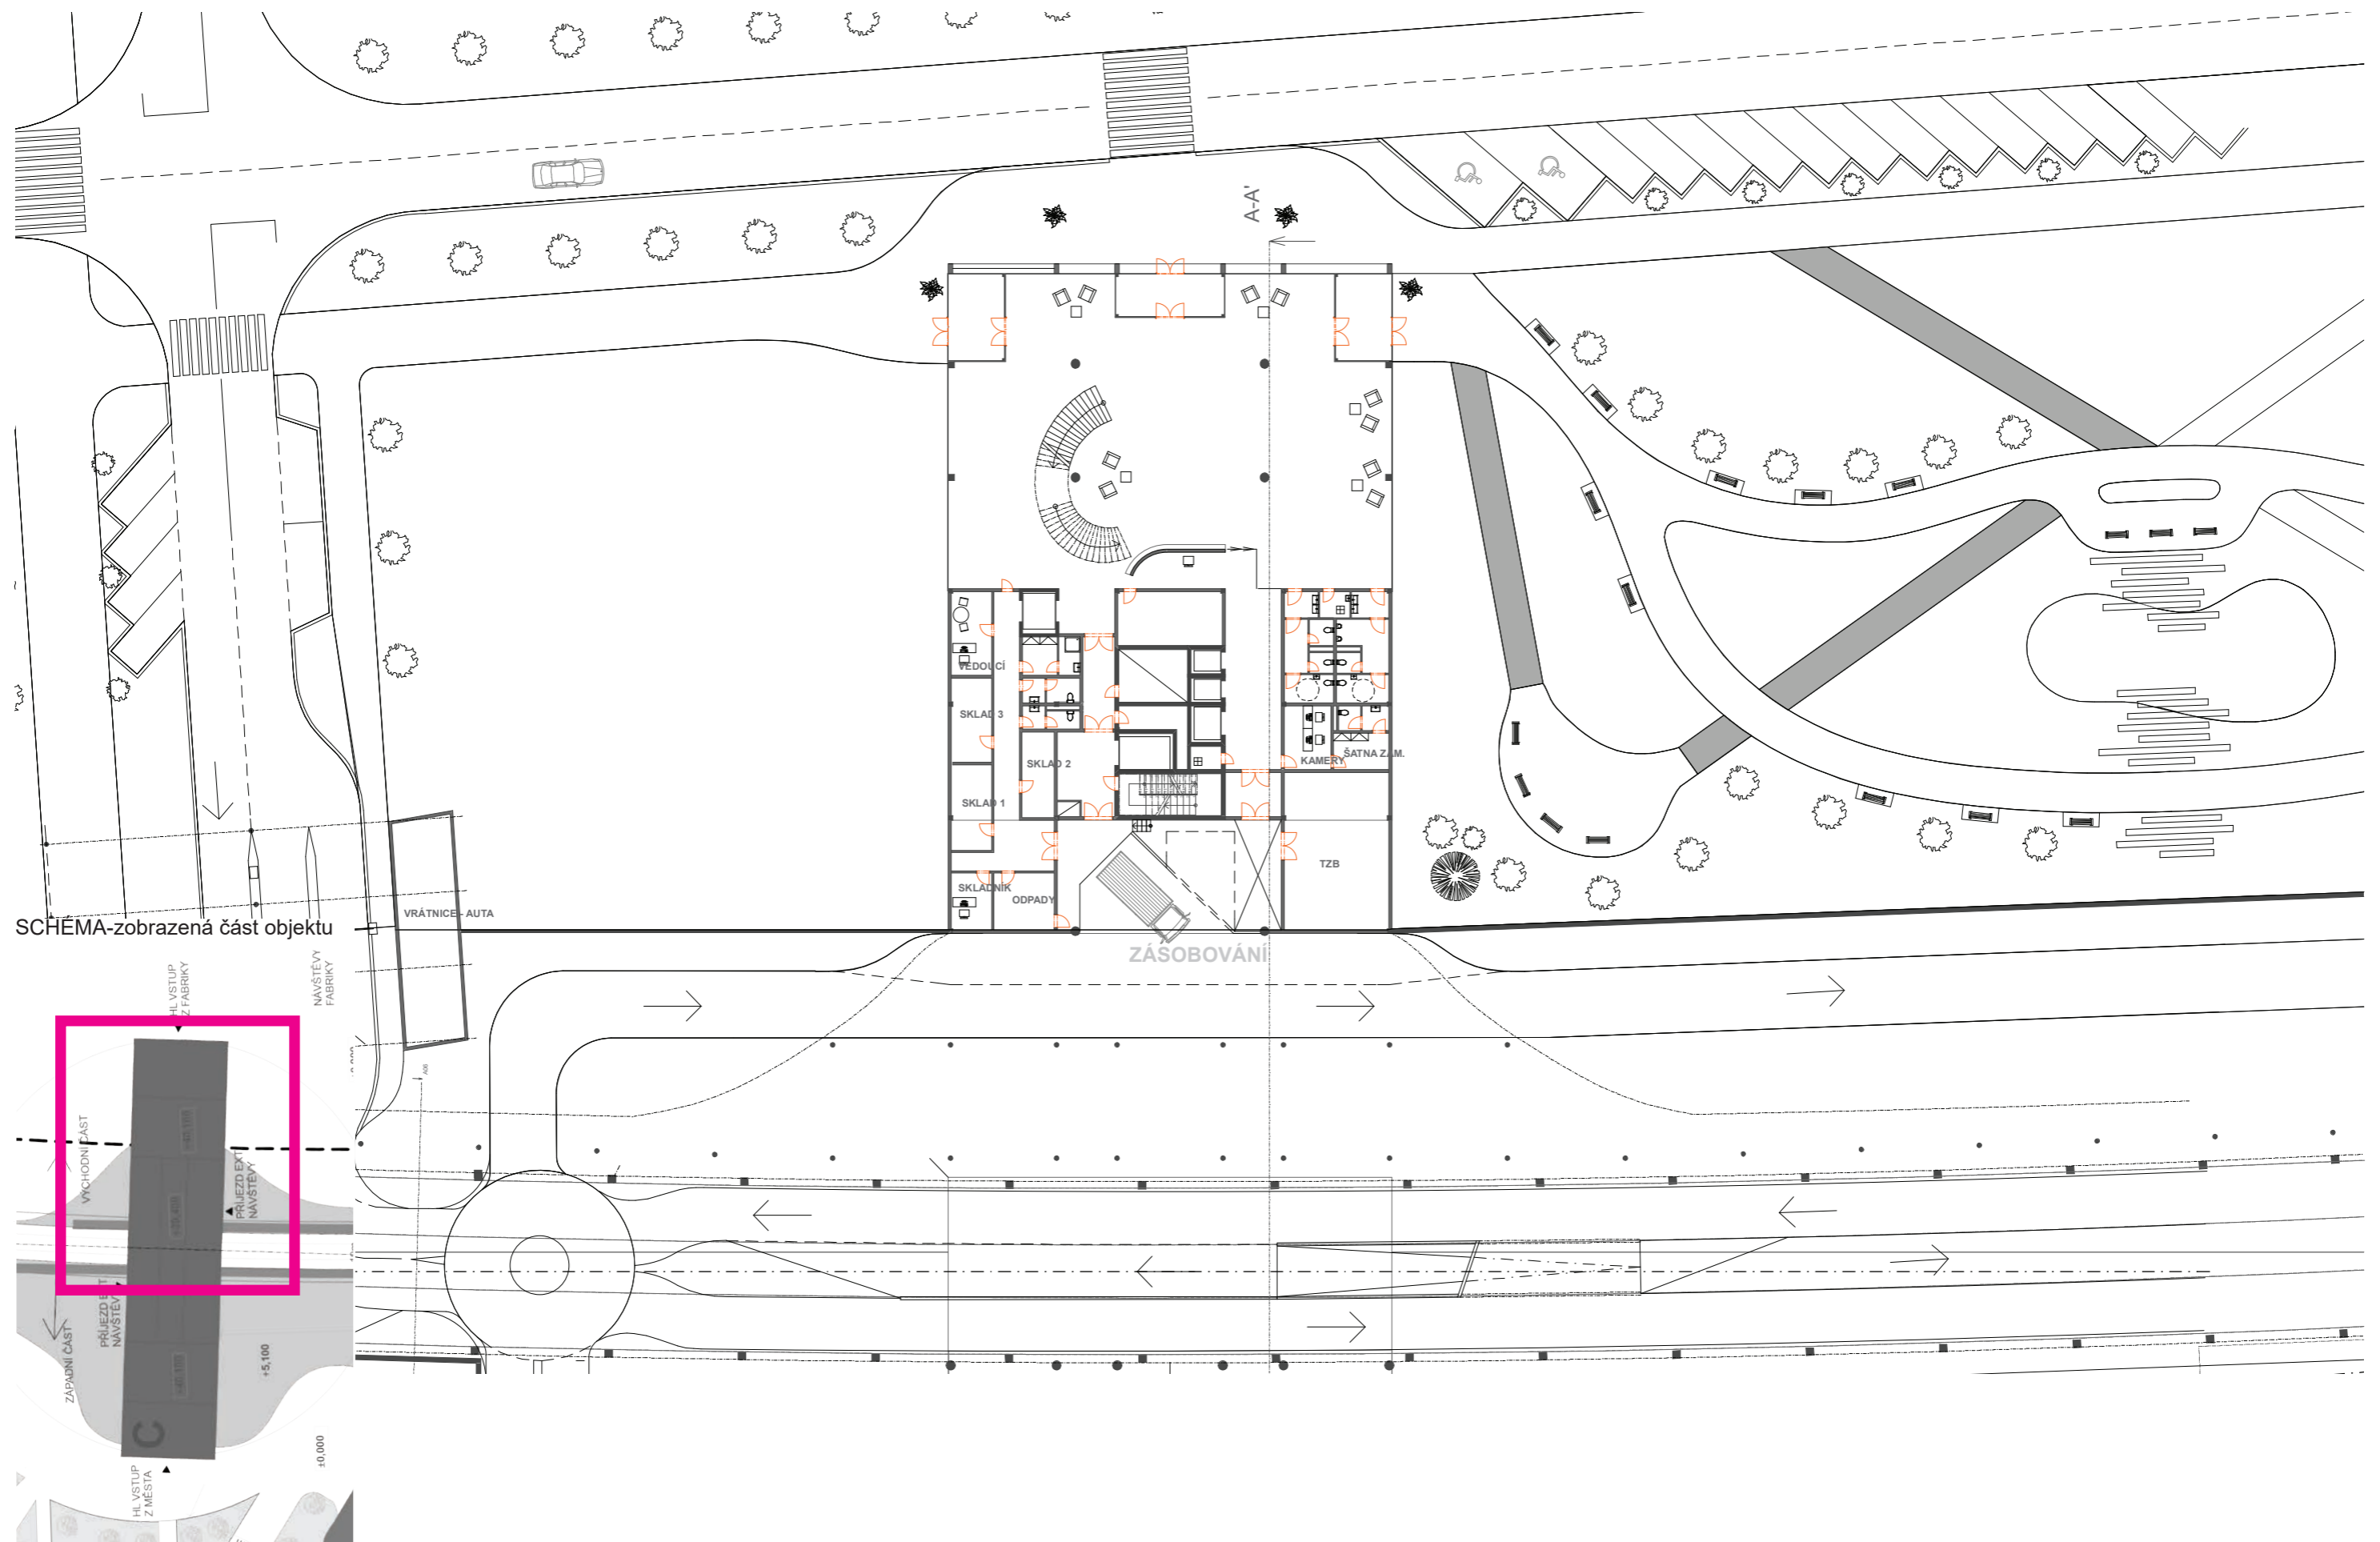 A-A'
VEDOUCÍ
SKLAD 3
SKLAD 2
SKLAD 1
KAMERY
ŠATNA ZAM.
TZB
SKLADNÍK
ODPADY
VRÁTNICE - AUTA
ZÁSOBOVÁNÍ
SCHÉMA-zobrazená část objektu
HL.VSTUP
Z FABRIKY
NÁVŠTĚVY
FABRIKY
A06
VÝCHODNÍ ČÁST
PŘÍJEZD EXT.
NÁVŠTĚVY
PŘÍJEZD EXT.
NÁVŠTĚVY
ZÁPADNÍ ČÁST
+5,100
±0,000
C
HL.VSTUP
Z MĚSTA